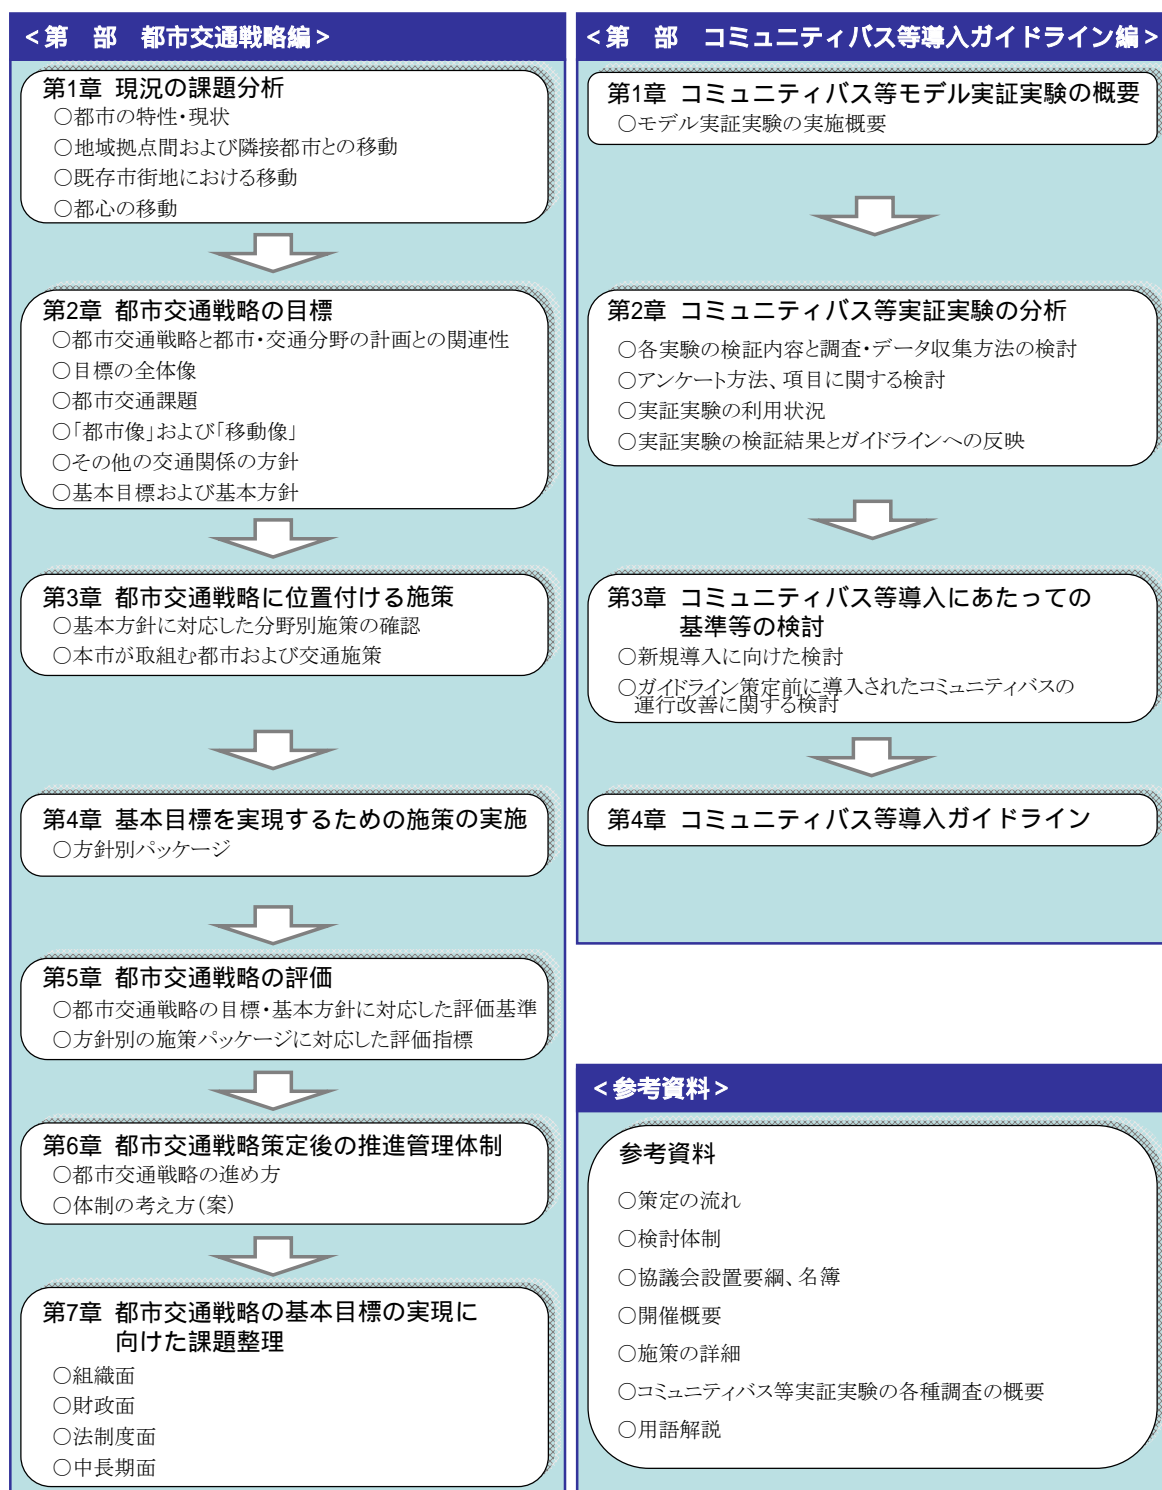 <第　部　都市交通戦略編>
第1章 現況の課題分析
○都市の特性・現状
○地域拠点間および隣接都市との移動
○既存市街地における移動
○都心の移動
第2章 都市交通戦略の目標
○都市交通戦略と都市・交通分野の計画との関連性
○目標の全体像
○都市交通課題
○「都市像」および「移動像」
○その他の交通関係の方針
○基本目標および基本方針
第3章 都市交通戦略に位置付ける施策
○基本方針に対応した分野別施策の確認
○本市が取組む都市および交通施策
第4章 基本目標を実現するための施策の実施
○方針別パッケージ
第5章 都市交通戦略の評価
○都市交通戦略の目標・基本方針に対応した評価基準
○方針別の施策パッケージに対応した評価指標
第6章 都市交通戦略策定後の推進管理体制
○都市交通戦略の進め方
○体制の考え方(案)
第7章 都市交通戦略の基本目標の実現に
向けた課題整理
○組織面
○財政面
○法制度面
○中長期面
<第　部　コミュニティバス等導入ガイドライン編>
第1章 コミュニティバス等モデル実証実験の概要
○モデル実証実験の実施概要
第2章 コミュニティバス等実証実験の分析
○各実験の検証内容と調査・データ収集方法の検討
○アンケート方法、項目に関する検討
○実証実験の利用状況
○実証実験の検証結果とガイドラインへの反映
第3章 コミュニティバス等導入にあたっての
基準等の検討
○新規導入に向けた検討
○ガイドライン策定前に導入されたコミュニティバスの
運行改善に関する検討
第4章 コミュニティバス等導入ガイドライン
<参考資料>
参考資料
○策定の流れ
○検討体制
○協議会設置要綱、名簿
○開催概要
○施策の詳細
○コミュニティバス等実証実験の各種調査の概要
○用語解説